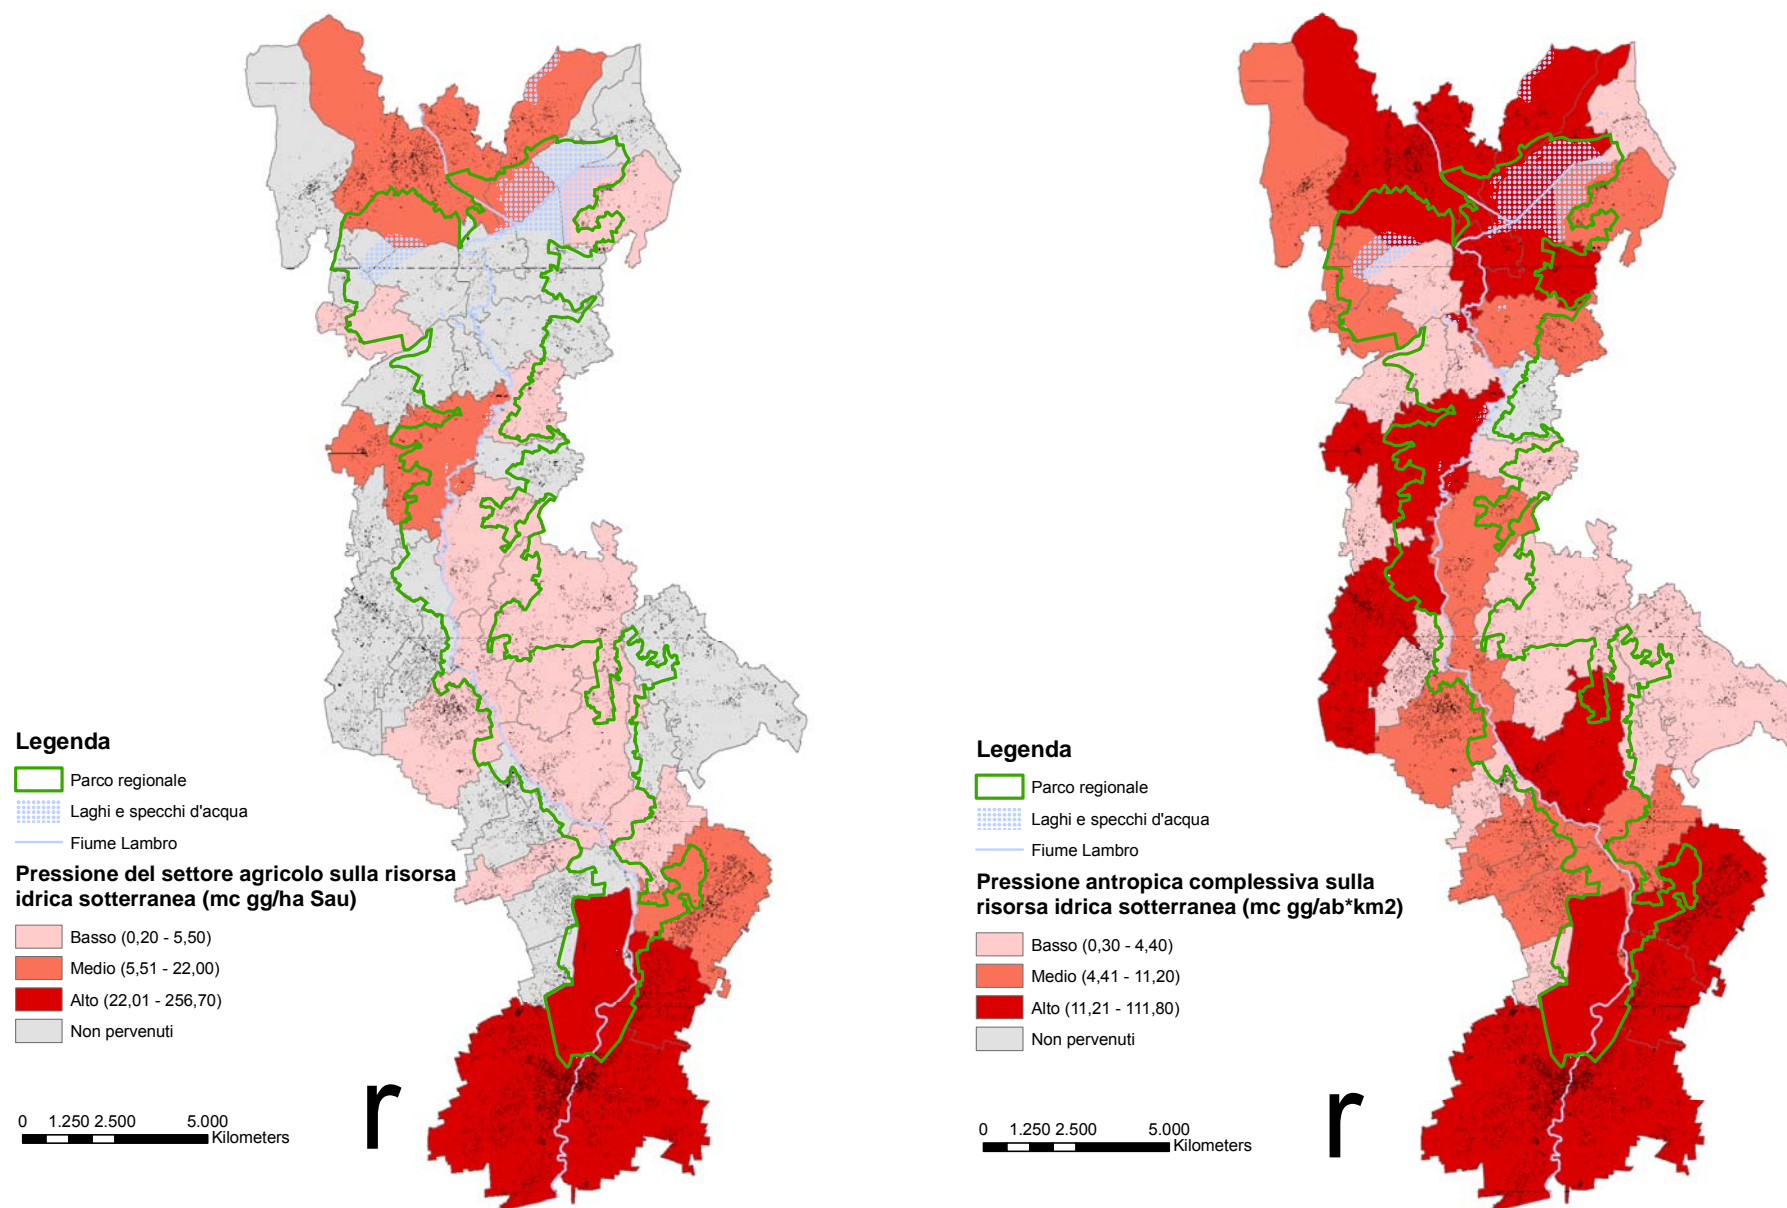 Legenda
Parco regionale
Laghi e specchi d'acqua
Fiume Lambro
Pressione del settore agricolo sulla risorsa
idrica sotterranea (mc gg/ha Sau)
Basso (0,20 - 5,50)
Medio (5,51 - 22,00)
Alto (22,01 - 256,70)
Non pervenuti
0 1.250 2.500 5.000
Kilometers
r
Legenda
Parco regionale
Laghi e specchi d'acqua
Fiume Lambro
Pressione antropica complessiva sulla
risorsa idrica sotterranea (mc gg/ab*km2)
Basso (0,30 - 4,40)
Medio (4,41 - 11,20)
Alto (11,21 - 111,80)
Non pervenuti
0 1.250 2.500 5.000
Kilometers
r